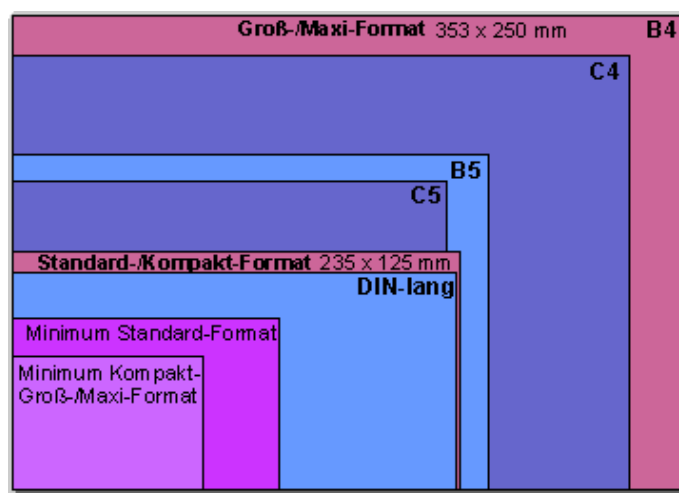 Groß-/Maxi-Format 353 x 250 mm B4
C4
B5
C5
Standard-/Kompakt-Format 235 x 125 mm
DIN-lang
Minimum Standard-Format
Minimum Kompakt-
Groß-/Maxi-Format